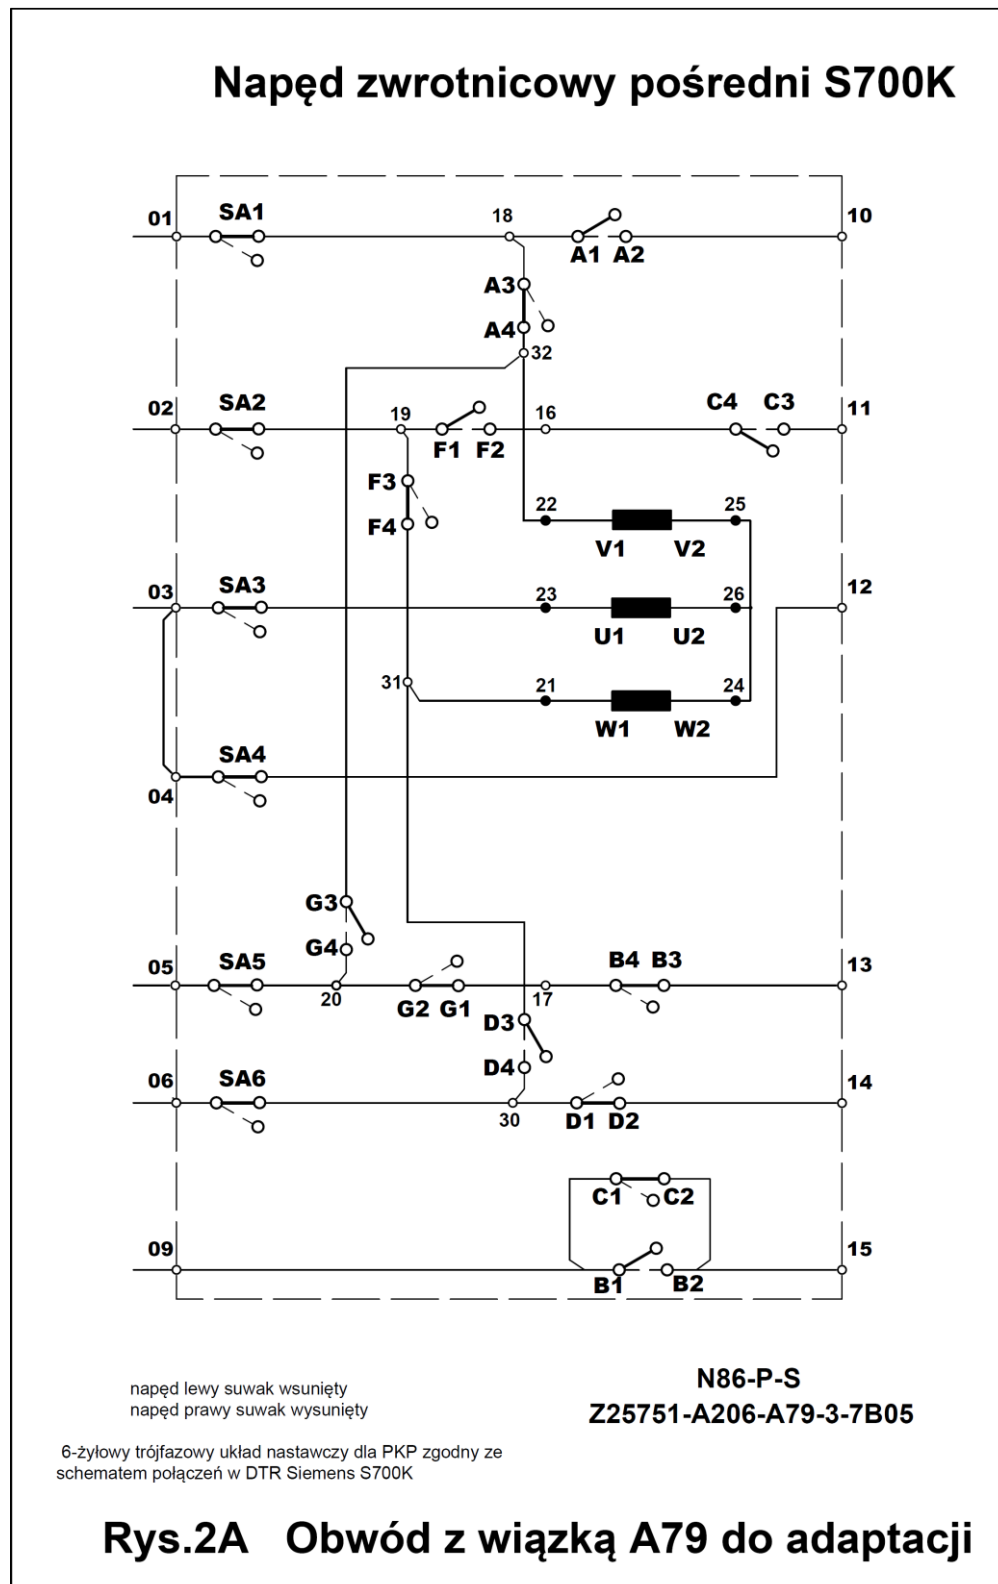 Napęd zwrotnicowy pośredni S700K
01 SA1 18 A1 A2 10
A3
A4
32
02 SA2 19 F1 F2 16 C4 C3 11
F3
F4
22 V1 V2 25
03 SA3 23 U1 U2 26 12
31 21 W1 W2 24
04 SA4
G3
G4
05 SA5 20 G2 G1 17 B4 B3 13
D3
D4
06 SA6 30 D1 D2 14
C1 C2
09 B1 B2 15
napęd lewy suwak wsunięty
napęd prawy suwak wysunięty
N86-P-S
Z25751-A206-A79-3-7B05
6-żyłowy trójfazowy układ nastawczy dla PKP zgodny ze
schematem połączeń w DTR Siemens S700K
Rys.2A Obwód z wiązką A79 do adaptacji